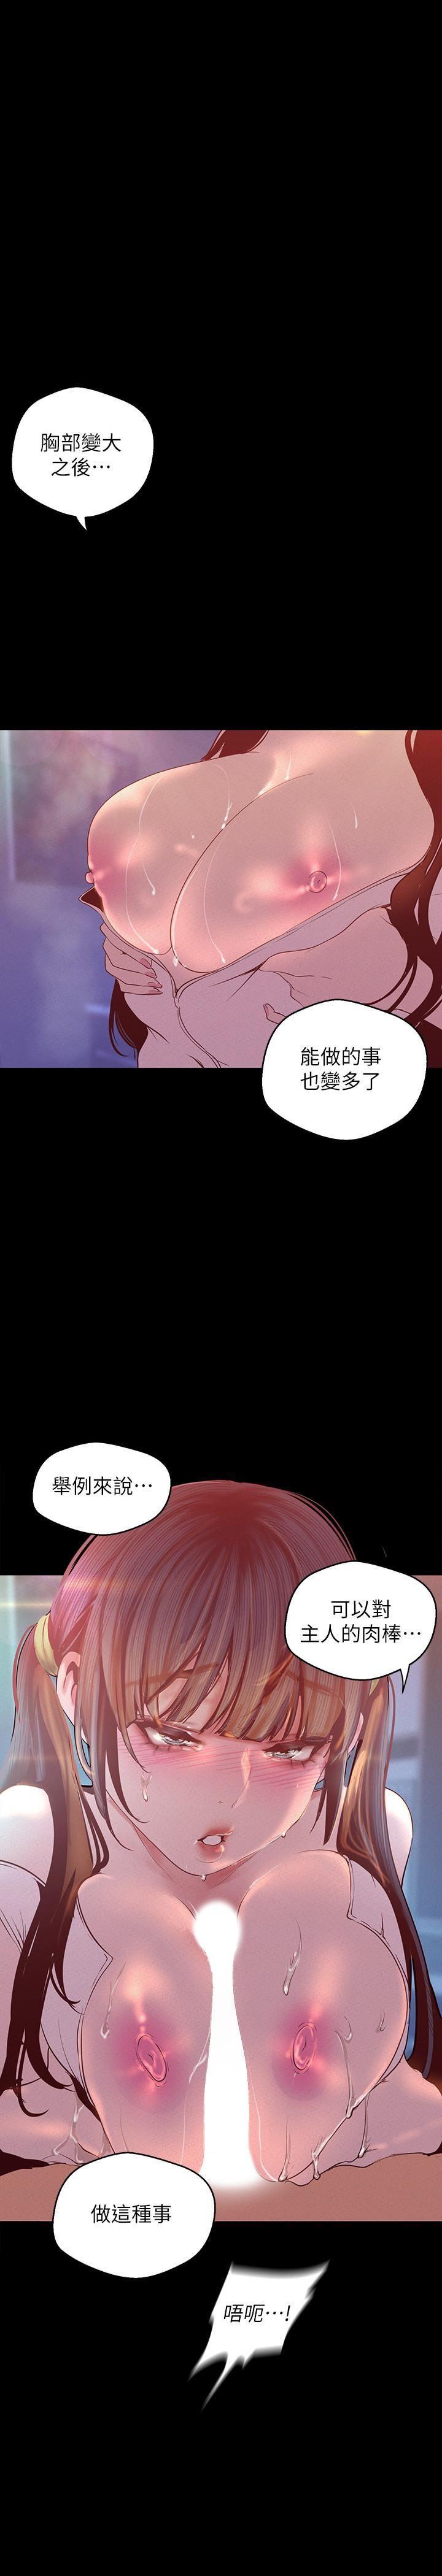 胸部變大
之後⋯
能做的事
也變多了
舉例來說⋯
可以對
主人的肉棒⋯
做這種事
唔呃⋯!